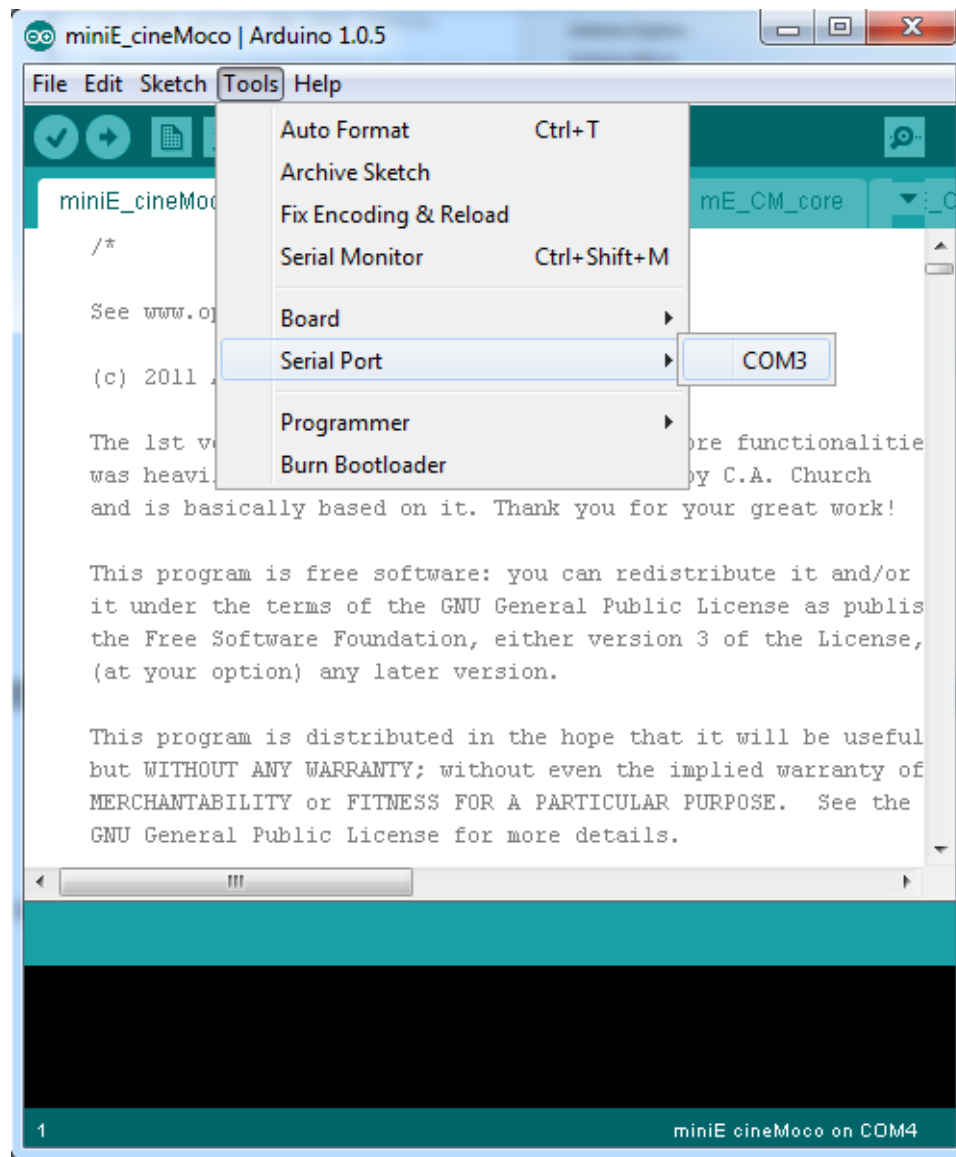 miniE_cineMoco | Arduino 1.0.5
File Edit Sketch Tools Help
Auto Format Ctrl+T
Archive Sketch
Fix Encoding & Reload
Serial Monitor Ctrl+Shift+M
Board
Serial Port
COM3
Programmer
Burn Bootloader
miniE_cineMoc mE_CM_core
/*
See www.op
(c) 2011
The 1st v ore functionalitie
was heavi by C.A. Church
and is basically based on it. Thank you for your great work!
This program is free software: you can redistribute it and/or
it under the terms of the GNU General Public License as publis
the Free Software Foundation, either version 3 of the License,
(at your option) any later version.
This program is distributed in the hope that it will be useful
but WITHOUT ANY WARRANTY; without even the implied warranty of
MERCHANTABILITY or FITNESS FOR A PARTICULAR PURPOSE. See the
GNU General Public License for more details.
1 miniE cineMoco on COM4